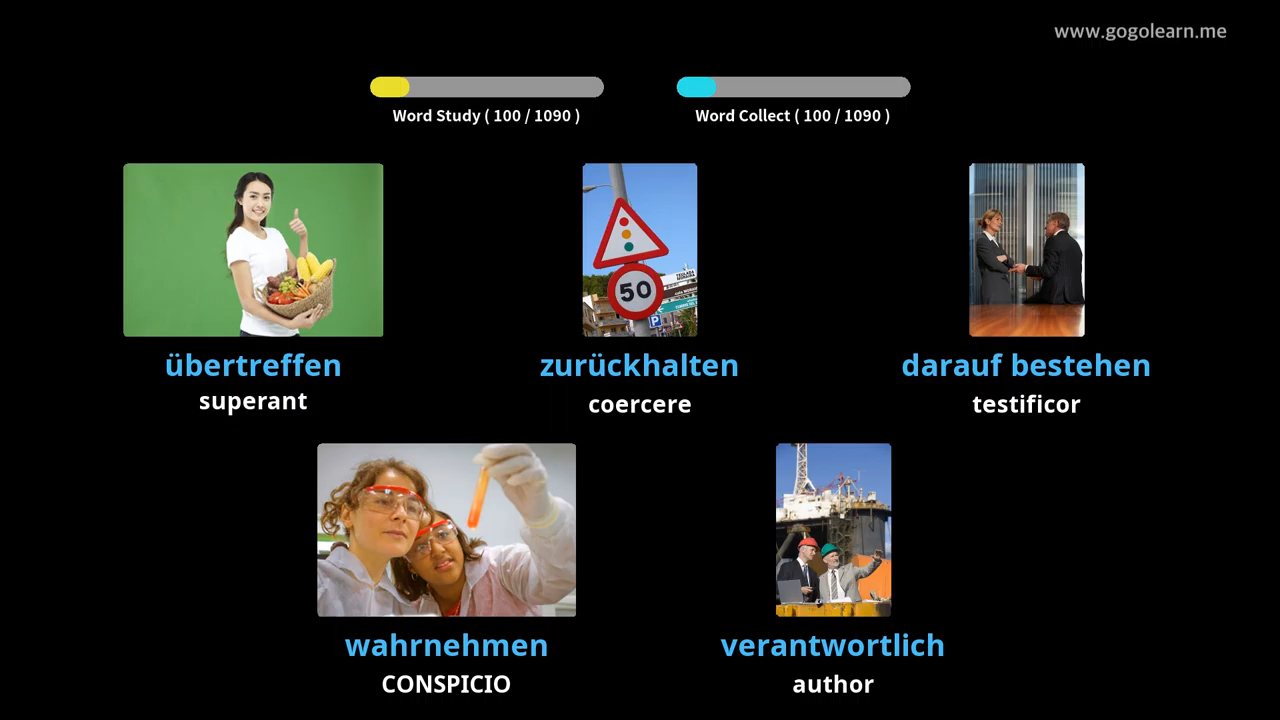 www.gogolearn.me
Word Study ( 100 / 1090 )
Word Collect ( 100 / 1090 )
50
P
übertreffen
zurückhalten
darauf bestehen
superant
coercere
testificor
wahrnehmen
verantwortlich
CONSPICIO
author